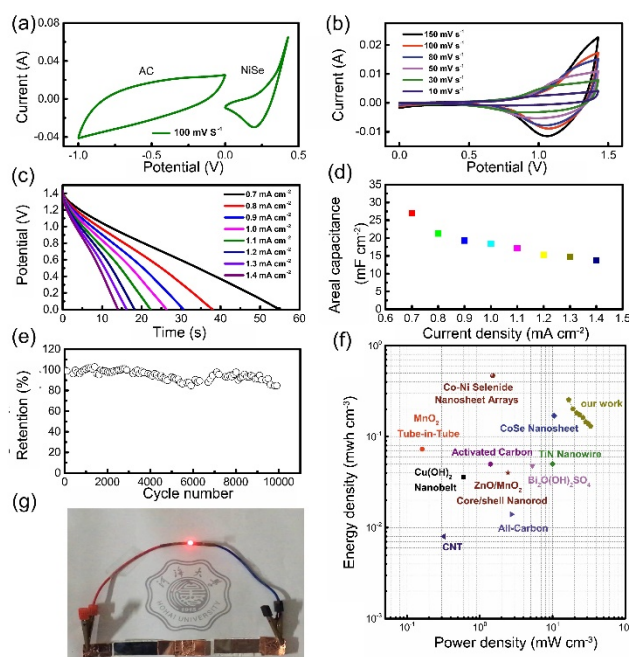 (a)
0.08
0.04
0.00
-0.04
Current (A)
AC
NiSe
100 mV S⁻¹
-1.0
-0.5
0.0
0.5
Potential (V)
(b)
0.02
0.01
0.00
-0.01
Current (A)
150 mV s⁻¹
100 mV s⁻¹
80 mV s⁻¹
50 mV s⁻¹
30 mV s⁻¹
10 mV s⁻¹
0.0
0.5
1.0
1.5
Potential (V)
(c)
1.6
1.4
1.2
1.0
0.8
0.6
0.4
0.2
0.0
Potential (V)
0.7 mA cm⁻²
0.8 mA cm⁻²
0.9 mA cm⁻²
1.0 mA cm⁻²
1.1 mA cm⁻²
1.2 mA cm⁻²
1.3 mA cm⁻²
1.4 mA cm⁻²
0
10
20
30
40
50
60
Time (s)
(d)
40
35
30
25
20
15
10
5
0
Areal capacitance
(mF cm⁻²)
0.6
0.7
0.8
0.9
1.0
1.1
1.2
1.3
1.4
1.5
Current density (mA cm⁻²)
(e)
120
100
80
60
40
20
0
Retention (%)
0
2000
4000
6000
8000
10000
Cycle number
(f)
10⁰
10⁻¹
10⁻²
10⁻³
Energy density (mwh cm⁻³)
Co-Ni Selenide
Nanosheet Arrays
our work
MnO₂
Tube-in-Tube
CoSe Nanosheet
Activated Carbon
TiN Nanowire
Cu(OH)₂
Nanobelt
ZnO/MnO₂
Core/shell Nanorod
Bi₂O(OH)₂SO₄
All-Carbon
CNT
10⁻¹
10⁰
10¹
10²
Power density (mW cm⁻³)
(g)
HOHAI UNIVERSITY